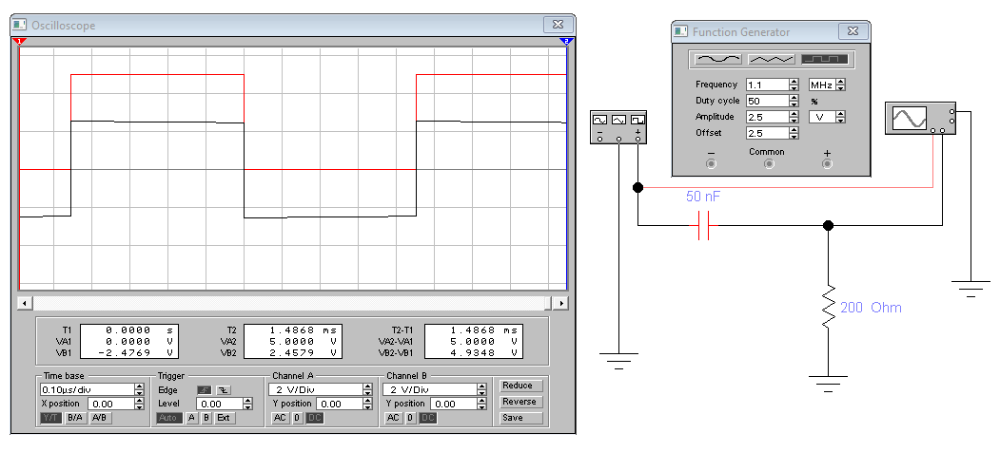 Oscilloscope
1 2
T1 0.0000 s T2 1.4868 ms T2-T1 1.4868 ms
VA1 0.0000 V VA2 5.0000 V VA2-VA1 5.0000 V
VB1 -2.4769 V VB2 2.4579 V VB2-VB1 4.9348 V
Time base Trigger Channel A Channel B
0.10µs/div Edge 2 V/Div 2 V/Div Reduce
X position 0.00 Level 0.00 Y position 0.00 Y position 0.00 Reverse
Y/T B/A A/B Auto A B Ext AC 0 DC AC 0 DC Save
Function Generator
Frequency 1.1 MHz
Duty cycle 50 %
Amplitude 2.5 V
Offset 2.5
− Common +
− +
50 nF
200 Ohm